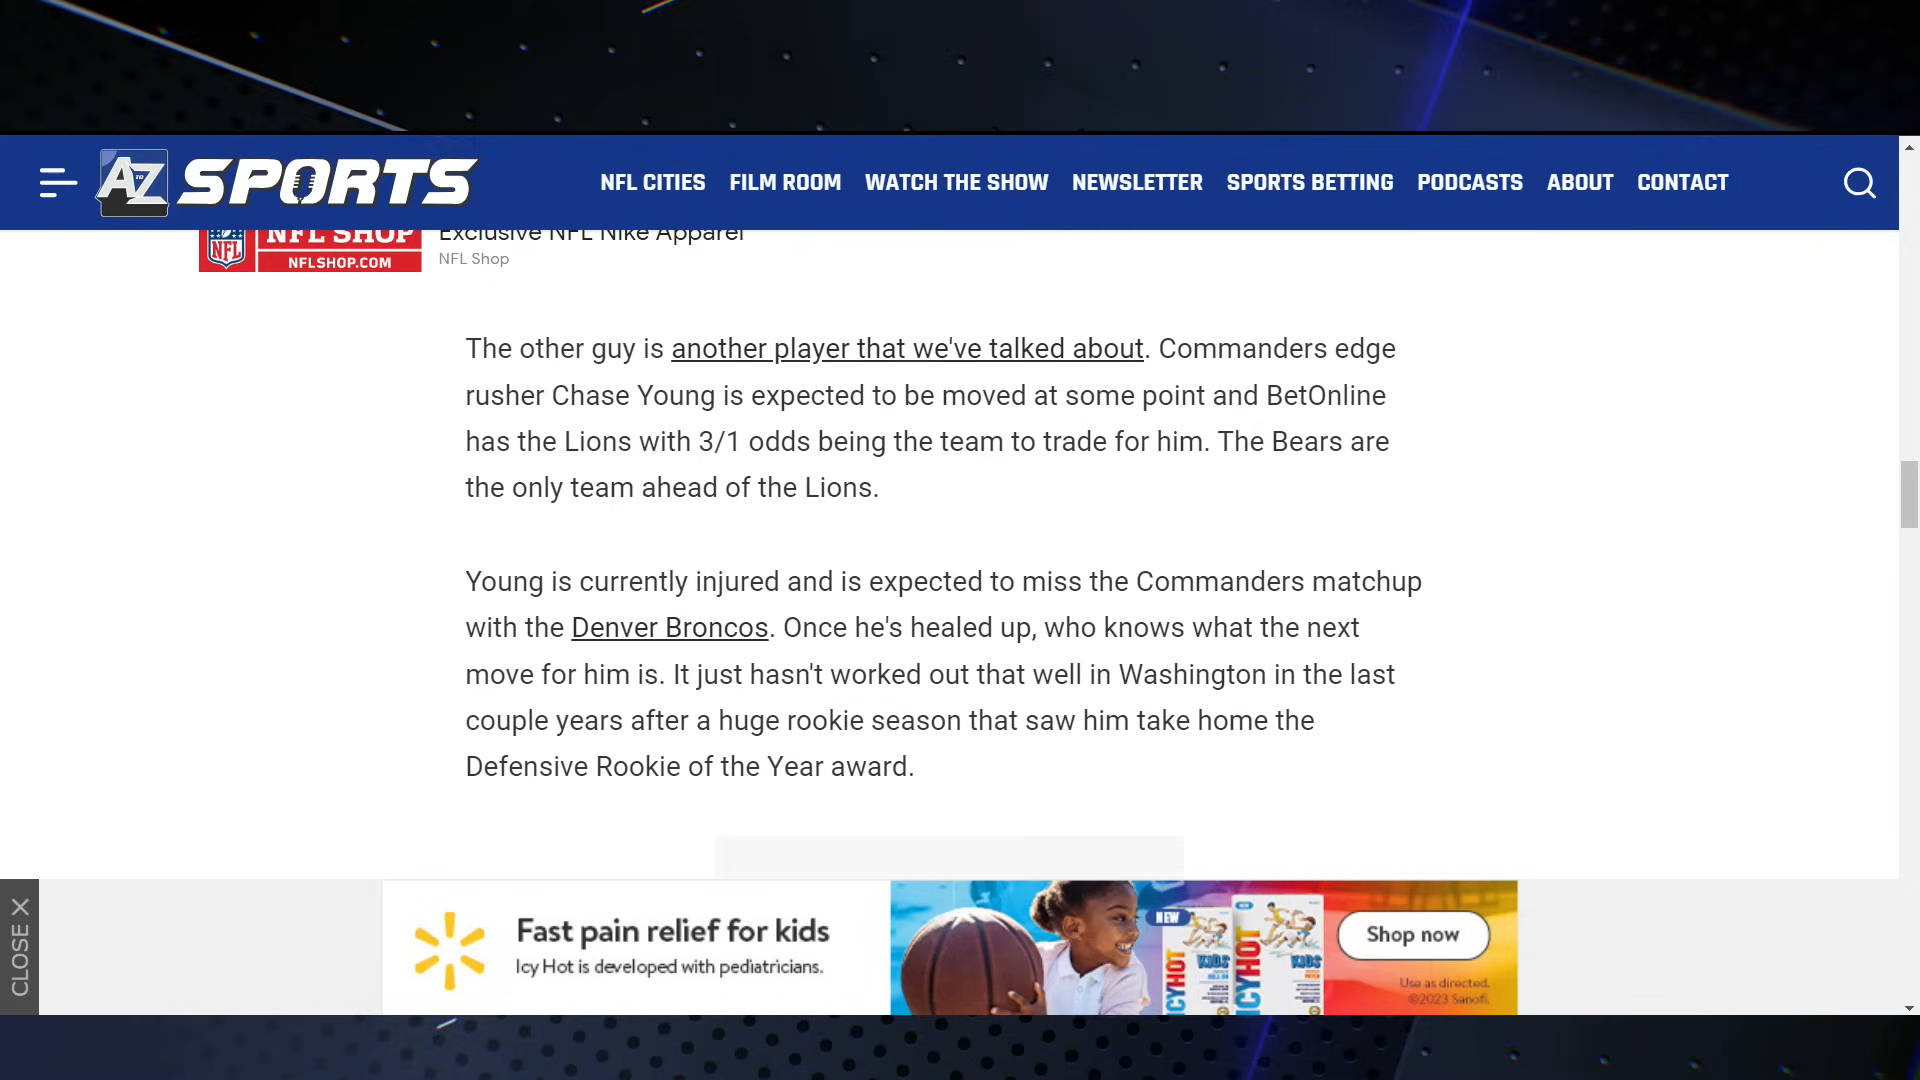 AtoZ SPORTS
NFL CITIES FILM ROOM WATCH THE SHOW NEWSLETTER SPORTS BETTING PODCASTS ABOUT CONTACT
NFL
NFL SHOP
NFLSHOP.COM
Exclusive NFL Nike Apparel
NFL Shop
The other guy is another player that we've talked about. Commanders edge
rusher Chase Young is expected to be moved at some point and BetOnline
has the Lions with 3/1 odds being the team to trade for him. The Bears are
the only team ahead of the Lions.
Young is currently injured and is expected to miss the Commanders matchup
with the Denver Broncos. Once he's healed up, who knows what the next
move for him is. It just hasn't worked out that well in Washington in the last
couple years after a huge rookie season that saw him take home the
Defensive Rookie of the Year award.
CLOSE X
Fast pain relief for kids
Icy Hot is developed with pediatricians.
NEW
ICY HOT
KIDS
ICY HOT
KIDS
Shop now
Use as directed.
©2023 Sanofi.